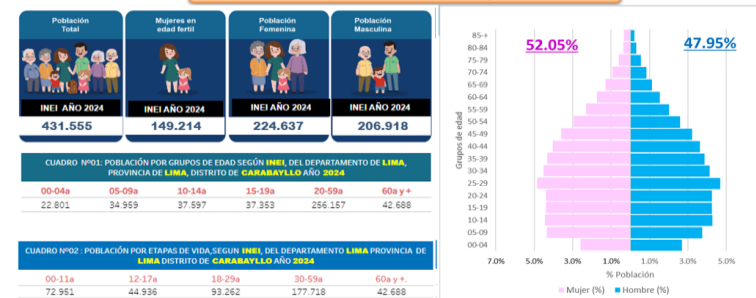 Población
Total
Mujeres en
edad fertil
Población
Femenina
Población
Masculina
INEI AÑO 2024
INEI AÑO 2024
INEI AÑO 2024
INEI AÑO 2024
431.555
149.214
224.637
206.918
CUADRO Nº01: POBLACIÓN POR GRUPOS DE EDAD SEGÚN INEI, DEL DEPARTAMENTO DE LIMA,
PROVINCIA DE LIMA, DISTRITO DE CARABAYLLO AÑO 2024
00-04a 05-09a 10-14a 15-19a 20-59a 60a y +
22.801 34.959 37.597 37.353 256.157 42.688
CUADRO Nº02 : POBLACIÓN POR ETAPAS DE VIDA,SEGUN INEI, DEL DEPARTAMENTO LIMA PROVINCIA DE
LIMA DISTRITO DE CARABAYLLO AÑO 2024
00-11a 12-17a 18-29a 30-59a 60a y +.
72.951 44.936 93.262 177.718 42.688
52.05%
47.95%
Grupos de edad
85-+
80-84
75-79
70-74
65-69
60-64
55-59
50-54
45-49
40-44
35-39
30-34
25-29
20-24
15-19
10-14
05-09
00-04
7.0% 5.0% 3.0% 1.0% 1.0% 3.0% 5.0%
% Población
Mujer (%) Hombre (%)